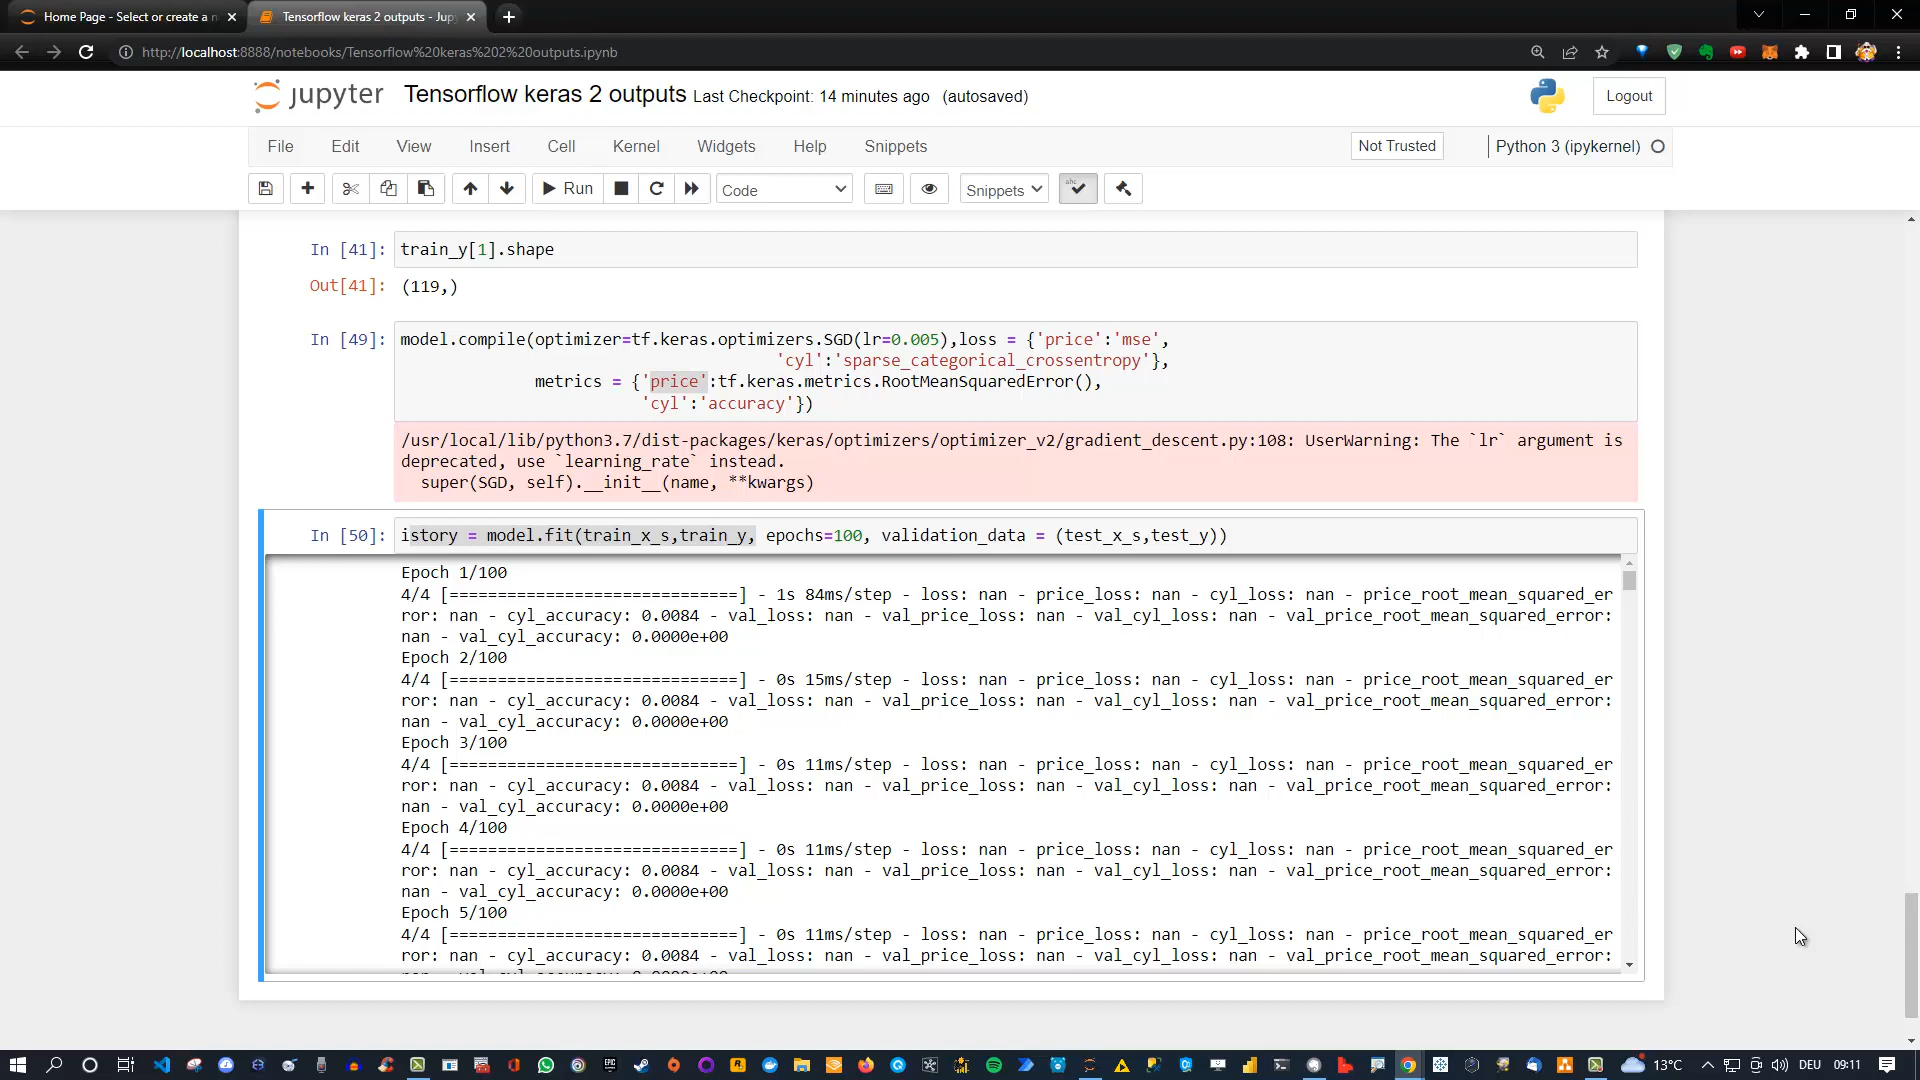 Home Page - Select or create a n
Tensorflow keras 2 outputs - Jup
http://localhost:8888/notebooks/Tensorflow%20keras%202%20outputs.ipynb
jupyter
Tensorflow keras 2 outputs Last Checkpoint: 14 minutes ago (autosaved)
Logout
File Edit View Insert Cell Kernel Widgets Help Snippets
Not Trusted
Python 3 (ipykernel)
Run
Code
Snippets
abc
In [41]: train_y[1].shape
Out[41]: (119,)
In [49]: model.compile(optimizer=tf.keras.optimizers.SGD(lr=0.005),loss = {'price':'mse',
'cyl':'sparse_categorical_crossentropy'},
metrics = {'price':tf.keras.metrics.RootMeanSquaredError(),
'cyl':'accuracy'})
/usr/local/lib/python3.7/dist-packages/keras/optimizers/optimizer_v2/gradient_descent.py:108: UserWarning: The `lr` argument is
deprecated, use `learning_rate` instead.
super(SGD, self).__init__(name, **kwargs)
In [50]: istory = model.fit(train_x_s,train_y, epochs=100, validation_data = (test_x_s,test_y))
Epoch 1/100
4/4 [==============================] - 1s 84ms/step - loss: nan - price_loss: nan - cyl_loss: nan - price_root_mean_squared_er
ror: nan - cyl_accuracy: 0.0084 - val_loss: nan - val_price_loss: nan - val_cyl_loss: nan - val_price_root_mean_squared_error:
nan - val_cyl_accuracy: 0.0000e+00
Epoch 2/100
4/4 [==============================] - 0s 15ms/step - loss: nan - price_loss: nan - cyl_loss: nan - price_root_mean_squared_er
ror: nan - cyl_accuracy: 0.0084 - val_loss: nan - val_price_loss: nan - val_cyl_loss: nan - val_price_root_mean_squared_error:
nan - val_cyl_accuracy: 0.0000e+00
Epoch 3/100
4/4 [==============================] - 0s 11ms/step - loss: nan - price_loss: nan - cyl_loss: nan - price_root_mean_squared_er
ror: nan - cyl_accuracy: 0.0084 - val_loss: nan - val_price_loss: nan - val_cyl_loss: nan - val_price_root_mean_squared_error:
nan - val_cyl_accuracy: 0.0000e+00
Epoch 4/100
4/4 [==============================] - 0s 11ms/step - loss: nan - price_loss: nan - cyl_loss: nan - price_root_mean_squared_er
ror: nan - cyl_accuracy: 0.0084 - val_loss: nan - val_price_loss: nan - val_cyl_loss: nan - val_price_root_mean_squared_error:
nan - val_cyl_accuracy: 0.0000e+00
Epoch 5/100
4/4 [==============================] - 0s 11ms/step - loss: nan - price_loss: nan - cyl_loss: nan - price_root_mean_squared_er
ror: nan - cyl_accuracy: 0.0084 - val_loss: nan - val_price_loss: nan - val_cyl_loss: nan - val_price_root_mean_squared_error:
13°C
DEU
09:11